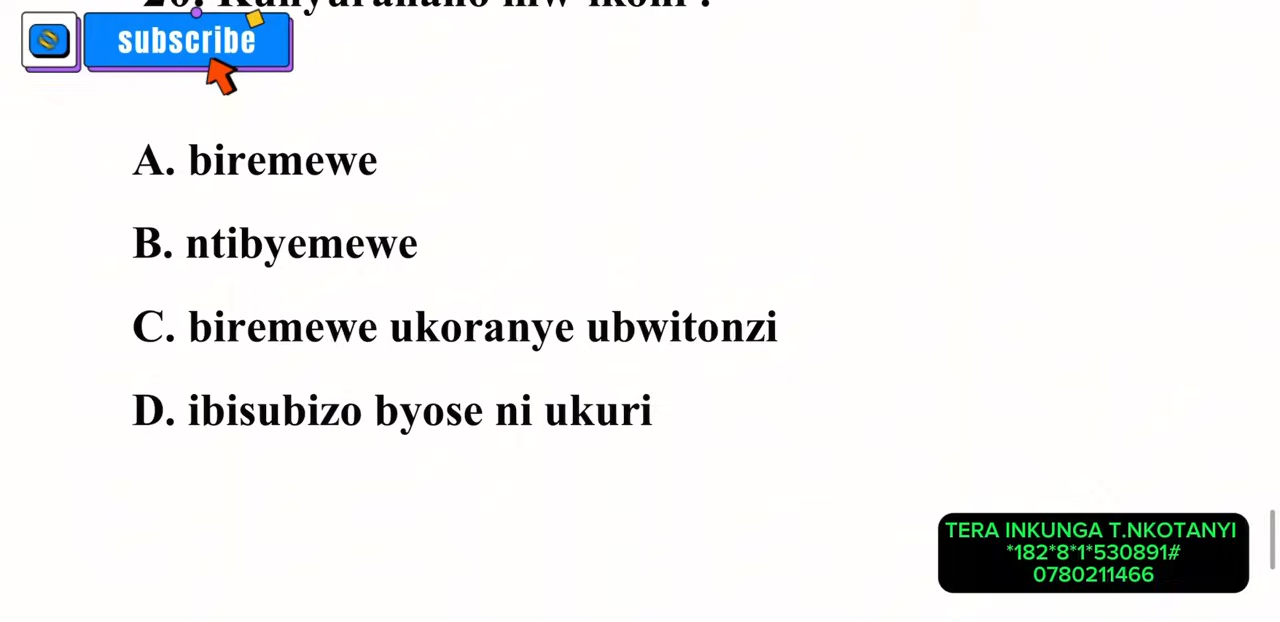 subscribe
A. biremewe
B. ntibyemewe
C. biremewe ukoranye ubwitonzi
D. ibisubizo byose ni ukuri
TERA INKUNGA T.NKOTANYI
*182*8*1*530891#
0780211466